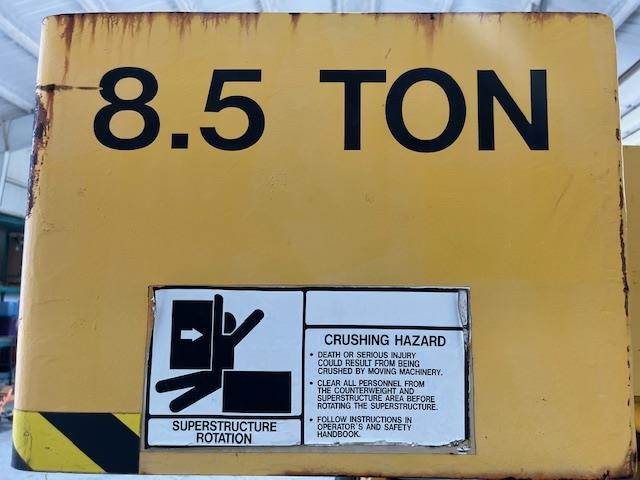 8.5 TON
SUPERSTRUCTURE
ROTATION
CRUSHING HAZARD
• DEATH OR SERIOUS INJURY
COULD RESULT FROM BEING
CRUSHED BY MOVING MACHINERY.
• CLEAR ALL PERSONNEL FROM
THE COUNTERWEIGHT AND
SUPERSTRUCTURE AREA BEFORE
ROTATING THE SUPERSTRUCTURE.
• FOLLOW INSTRUCTIONS IN
OPERATOR'S AND SAFETY
HANDBOOK.